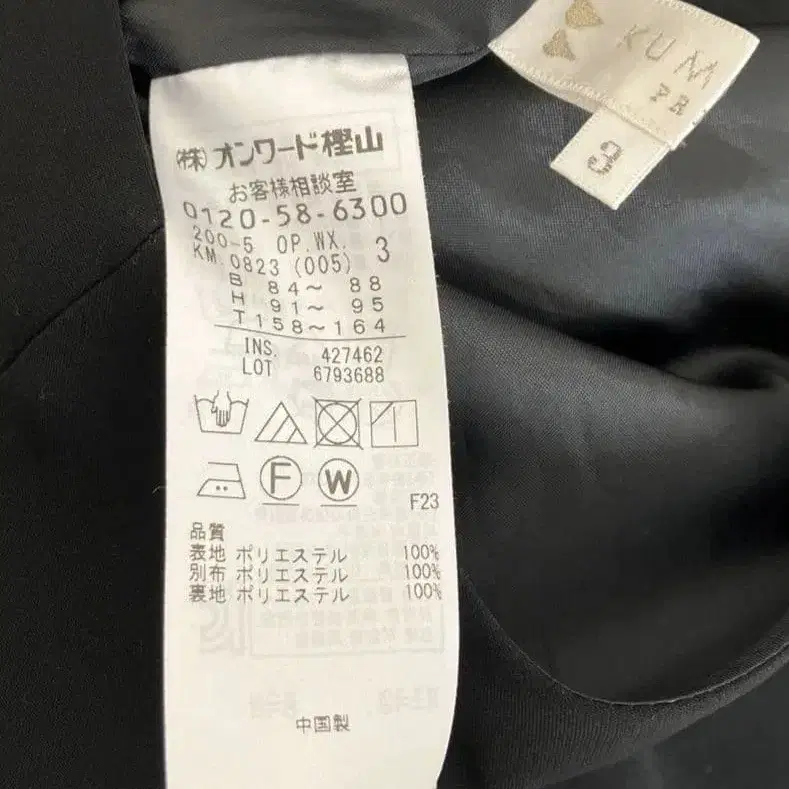 KUM
PR
3
(株)オンワード樫山
お客様相談室
0120-58-6300
200-5 OP.WX. 3
KM.0823 (005)
B 84～ 88
H 91～ 95
T 158～164
INS. 427462
LOT 6793688
F W
F23
品質
表地 ポリエステル 100%
別布 ポリエステル 100%
裏地 ポリエステル 100%
中国製